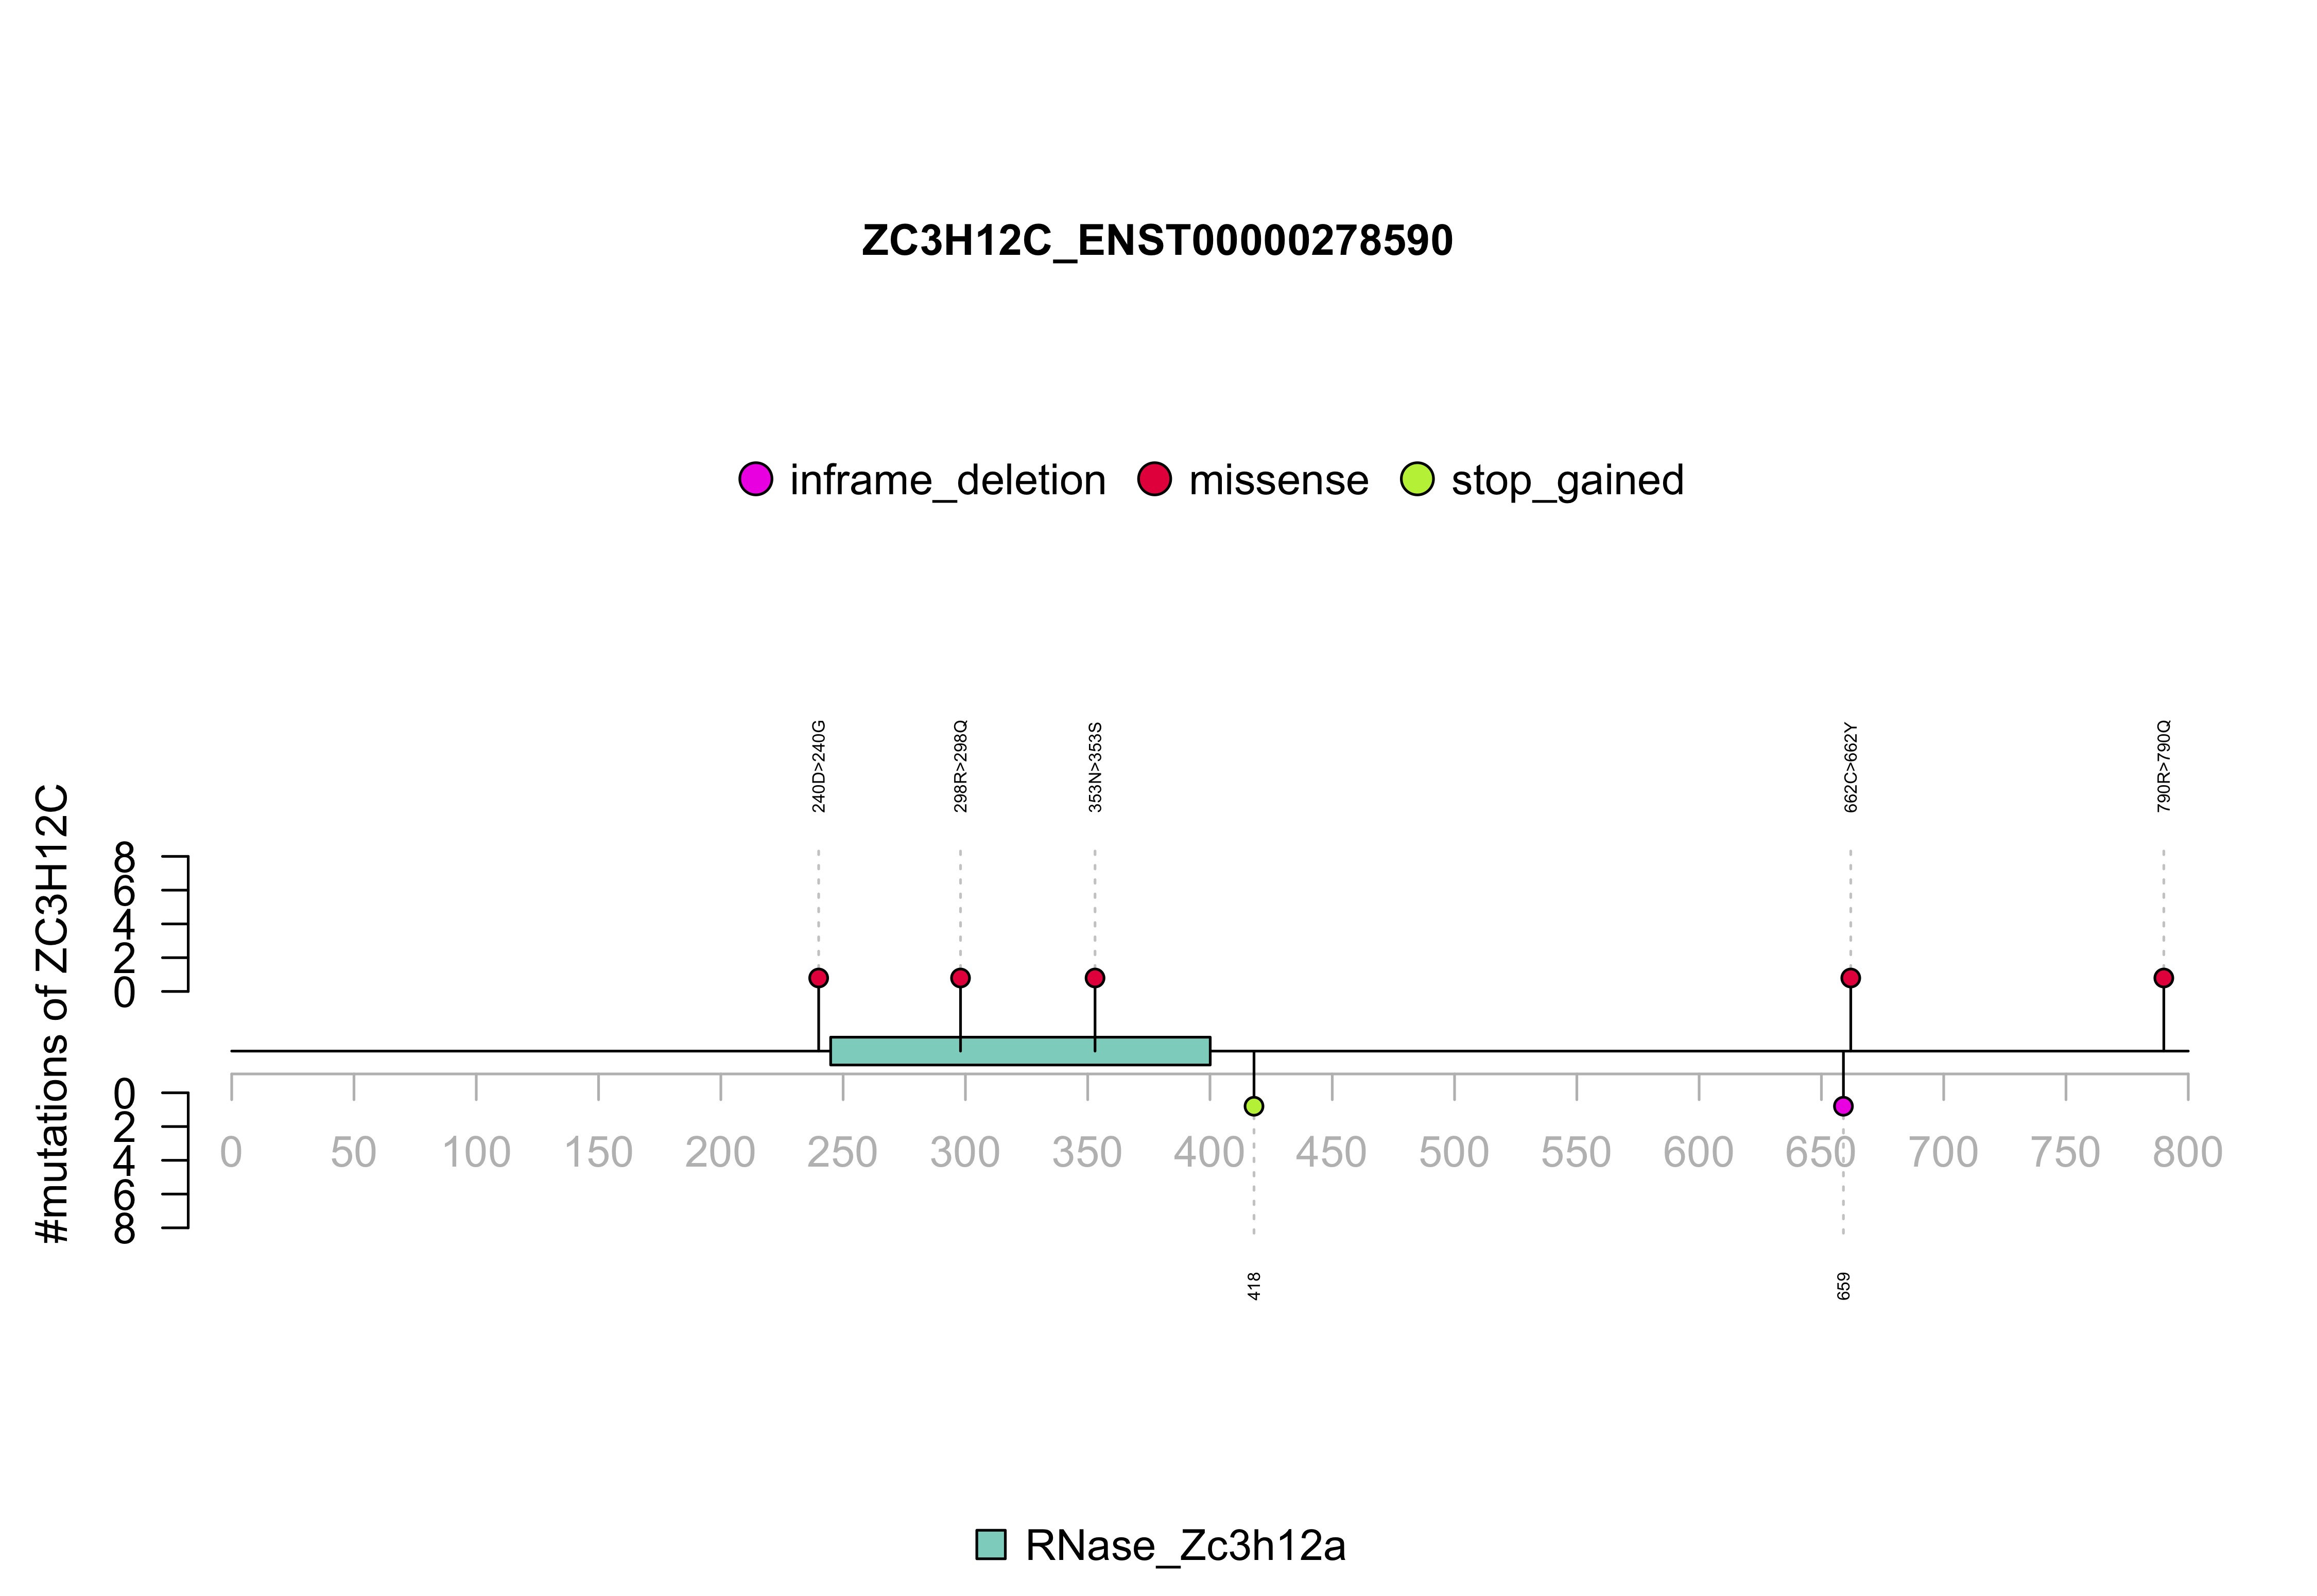 ZC3H12C_ENST00000278590
inframe_deletion missense stop_gained
240D>240G 298R>298Q 353N>353S 662C>662Y 790R>790Q
#mutations of ZC3H12C
8
6
4
2
0
0
2
4
6
8
0 50 100 150 200 250 300 350 400 450 500 550 600 650 700 750 800
418 659
RNase_Zc3h12a